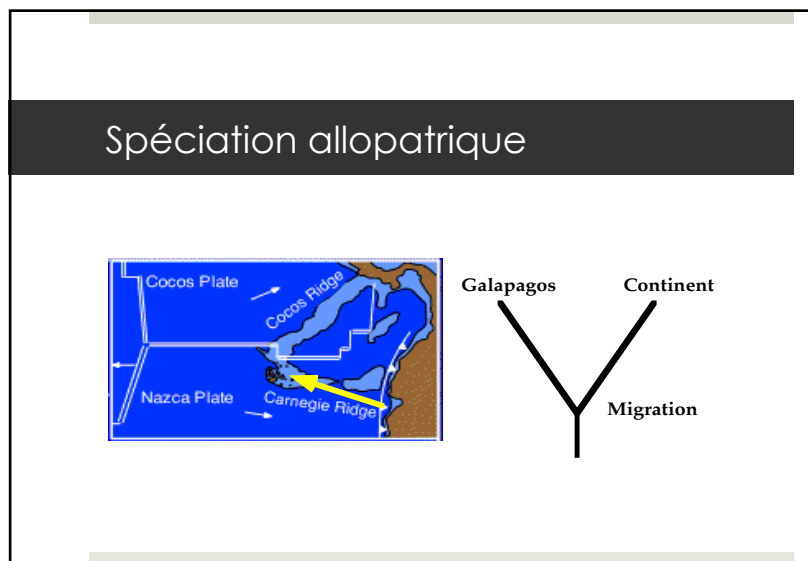 Spéciation allopatrique
Cocos Plate
Cocos Ridge
Nazca Plate
Carnegie Ridge
Galapagos
Continent
Migration